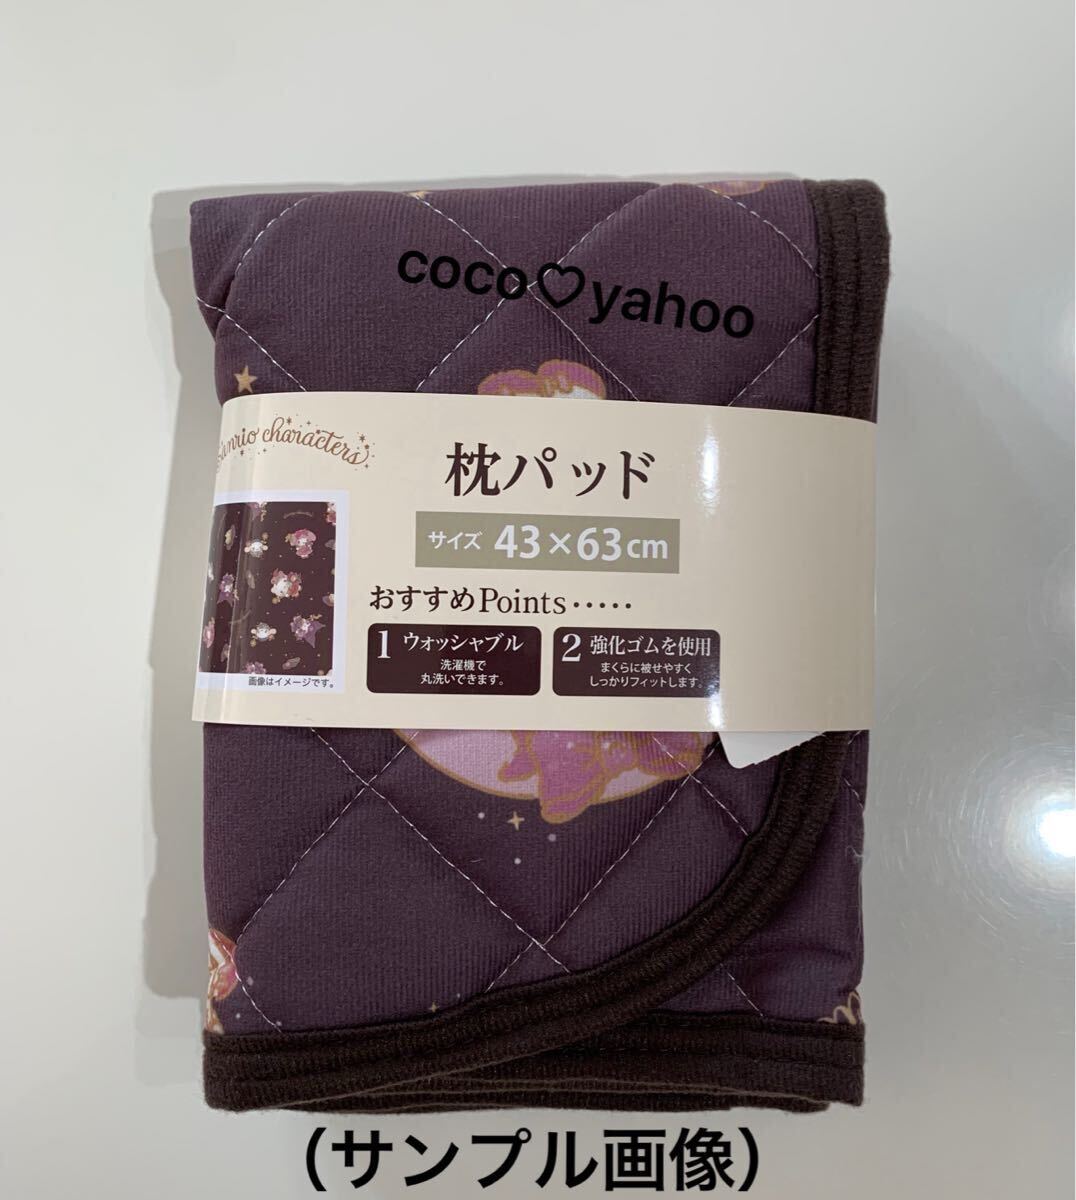 coco♡yahoo
Sanrio characters
枕パッド
サイズ 43×63cm
おすすめPoints・・・・・
1 ウォッシャブル
洗濯機で
丸洗いできます。
2 強化ゴムを使用
まくらに被せやすく
しっかりフィットします。
画像はイメージです。
(サンプル画像)